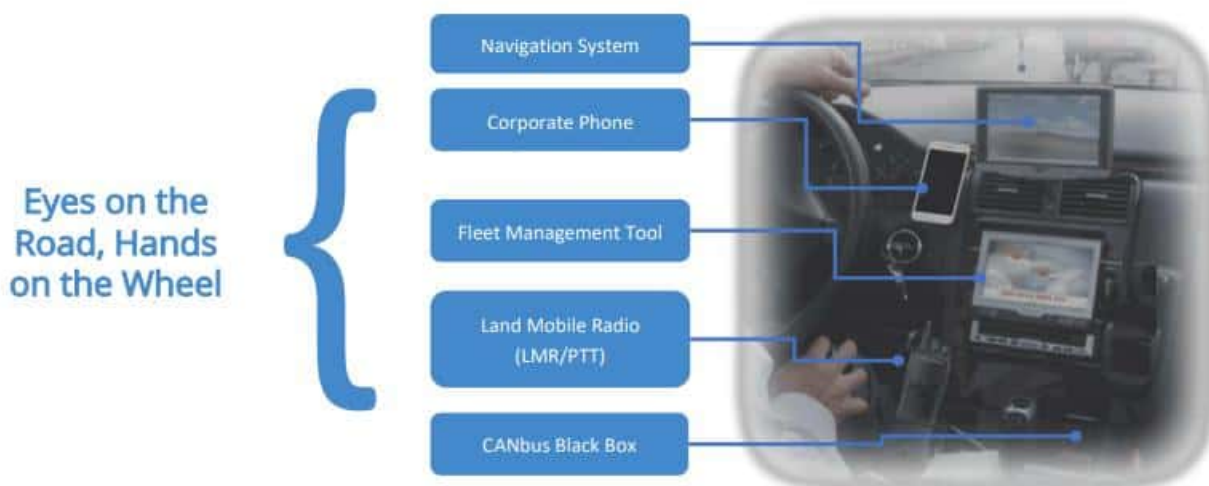 Eyes on the
Road, Hands
on the Wheel
Navigation System
Corporate Phone
Fleet Management Tool
Land Mobile Radio
(LMR/PTT)
CANbus Black Box